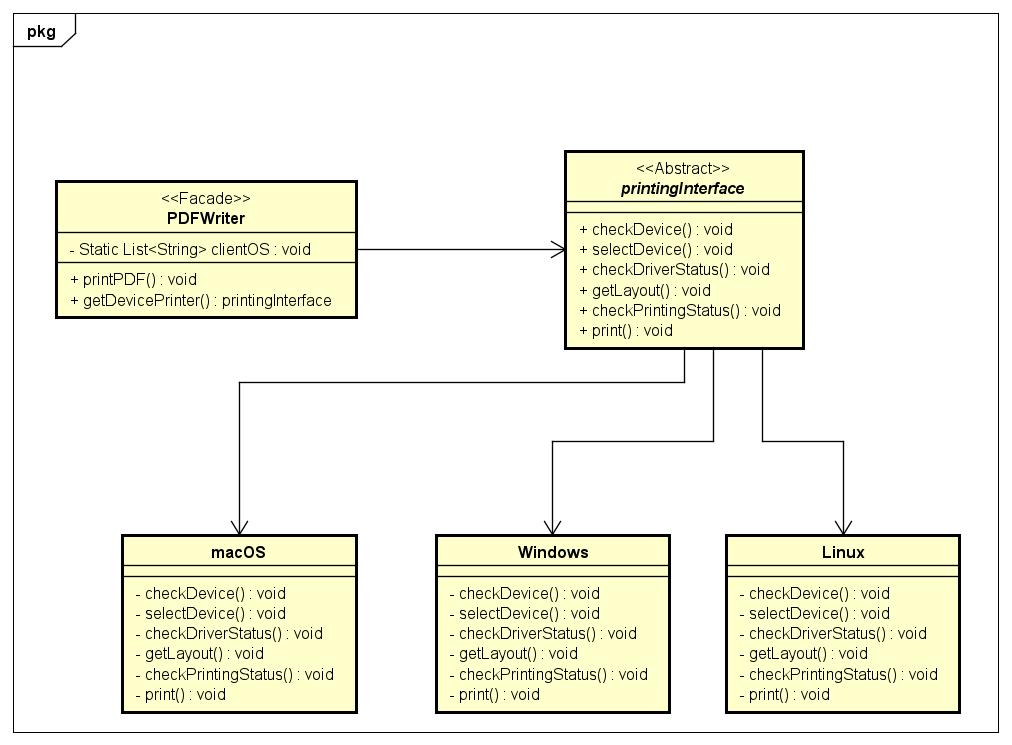 pkg
<<Facade>>
PDFWriter
- Static List<String> clientOS : void
+ printPDF() : void
+ getDevicePrinter() : printingInterface
<<Abstract>>
printingInterface
+ checkDevice() : void
+ selectDevice() : void
+ checkDriverStatus() : void
+ getLayout() : void
+ checkPrintingStatus() : void
+ print() : void
macOS
- checkDevice() : void
- selectDevice() : void
- checkDriverStatus() : void
- getLayout() : void
- checkPrintingStatus() : void
- print() : void
Windows
- checkDevice() : void
- selectDevice() : void
- checkDriverStatus() : void
- getLayout() : void
- checkPrintingStatus() : void
- print() : void
Linux
- checkDevice() : void
- selectDevice() : void
- checkDriverStatus() : void
- getLayout() : void
- checkPrintingStatus() : void
- print() : void